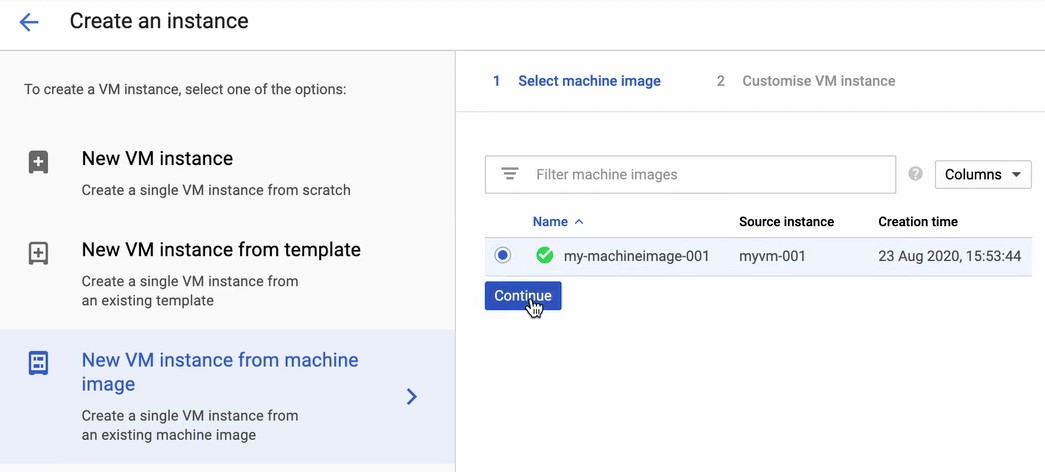 Create an instance
To create a VM instance, select one of the options:
New VM instance
Create a single VM instance from scratch
New VM instance from template
Create a single VM instance from
an existing template
New VM instance from machine
image
Create a single VM instance from
an existing machine image
1 Select machine image 2 Customise VM instance
Filter machine images ? Columns
Name Source instance Creation time
my-machineimage-001 myvm-001 23 Aug 2020, 15:53:44
Continue